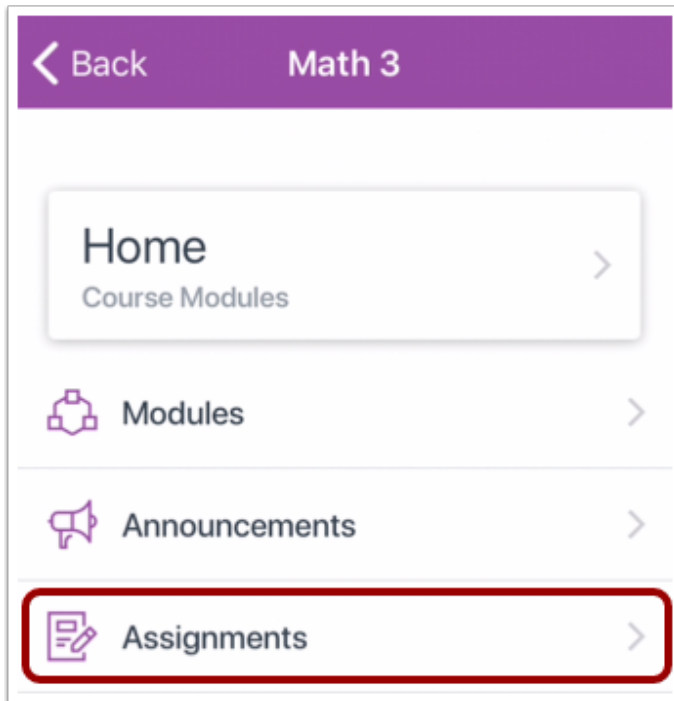 Back Math 3
Home
Course Modules
Modules
Announcements
Assignments